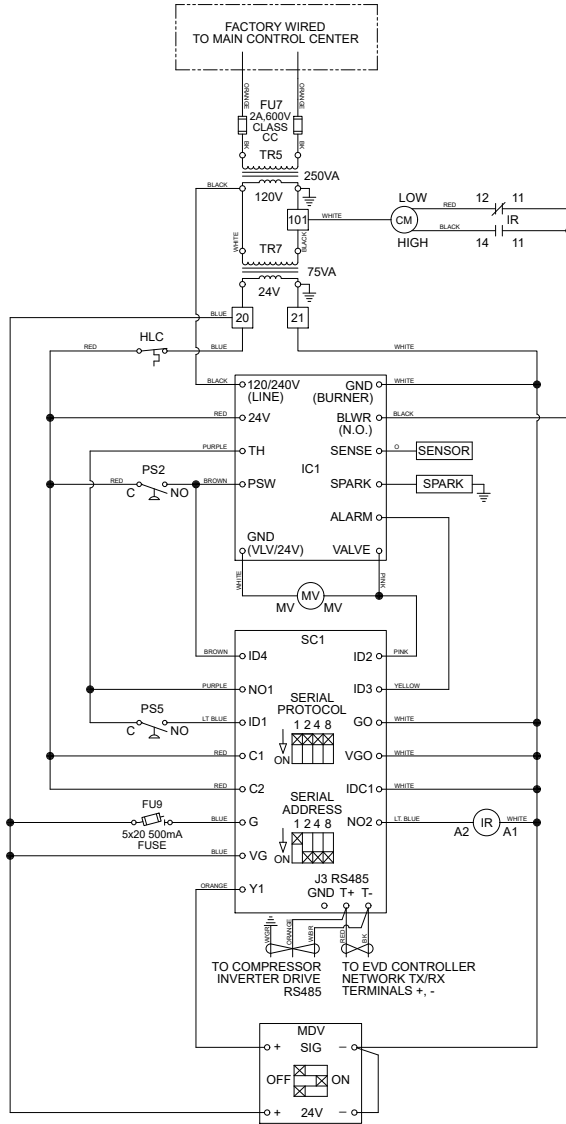 FACTORY WIRED
TO MAIN CONTROL CENTER
ORANGE
ORANGE
FU7
2A,600V
CLASS
CC
BK
BK
TR5
250VA
BLACK
120V
101
WHITE
LOW
RED
12
11
CM
IR
HIGH
BLACK
14
11
WHITE
BLACK
TR7
75VA
24V
BLUE
20
21
HLC
RED
BLUE
WHITE
BLACK
120/240V
(LINE)
GND
(BURNER)
WHITE
RED
24V
BLWR
(N.O.)
BLACK
PURPLE
TH
SENSE
O
SENSOR
IC1
PS2
RED
BROWN
C
NO
PSW
SPARK
SPARK
ALARM
GND
(VLV/24V)
VALVE
WHITE
PINK
MV
MV
MV
SC1
BROWN
ID4
ID2
PINK
PURPLE
NO1
ID3
YELLOW
SERIAL
PROTOCOL
1 2 4 8
ON
PS5
C
NO
LT BLUE
ID1
GO
WHITE
RED
C1
VGO
WHITE
RED
C2
IDC1
WHITE
SERIAL
ADDRESS
1 2 4 8
ON
FU9
5x20 500mA
FUSE
BLUE
G
NO2
LT. BLUE
IR
WHITE
A2
A1
BLUE
VG
J3 RS485
GND T+ T-
ORANGE
Y1
W/GR
ORANGE
W/BR
RED
BK
TO COMPRESSOR
INVERTER DRIVE
RS485
TO EVD CONTROLLER
NETWORK TX/RX
TERMINALS +, -
MDV
+ SIG –
OFF
ON
+ 24V –